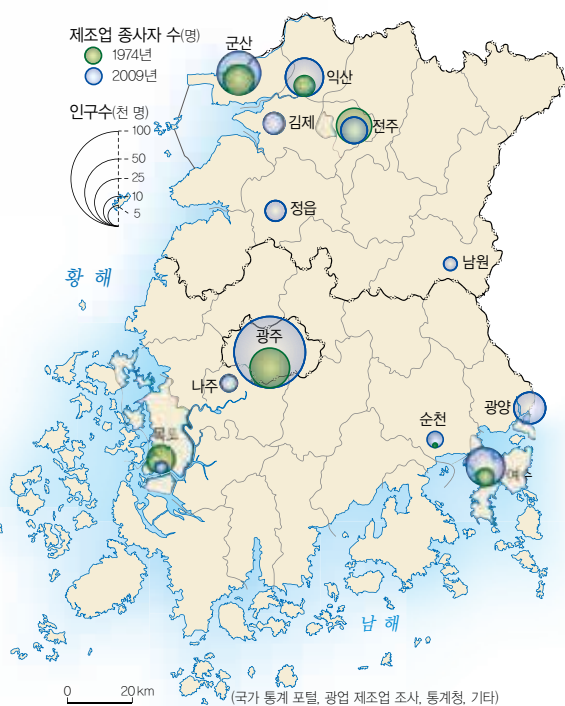 제조업 종사자 수(명)
1974년
2009년
인구수(천 명)
100
50
25
10
5
군산
익산
김제
전주
정읍
남원
황 해
광주
나주
순천
광양
목포
여수
남 해
0 20 km
(국가 통계 포털, 광업 제조업 조사, 통계청, 기타)